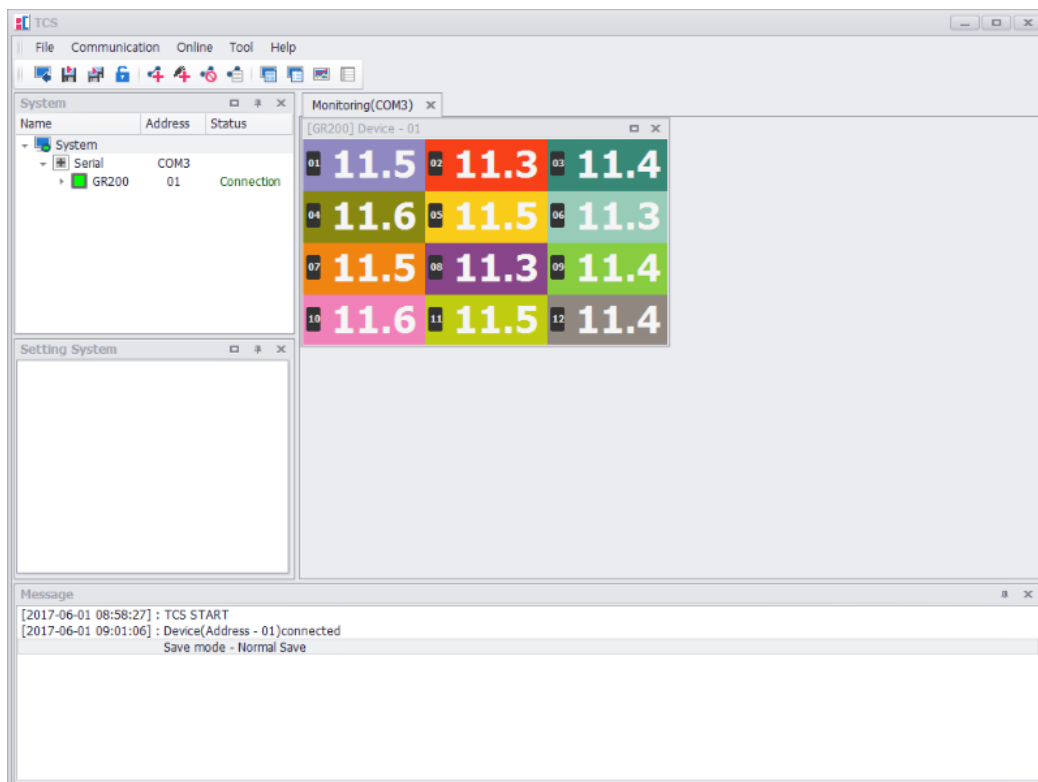 TCS
File Communication Online Tool Help
System
Name Address Status
System
Serial COM3
GR200 01 Connection
Setting System
Monitoring(COM3)
[GR200] Device - 01
01 11.5 02 11.3 03 11.4
04 11.6 05 11.5 06 11.3
07 11.5 08 11.3 09 11.4
10 11.6 11 11.5 12 11.4
Message
[2017-06-01 08:58:27] : TCS START
[2017-06-01 09:01:06] : Device(Address - 01)connected
Save mode - Normal Save